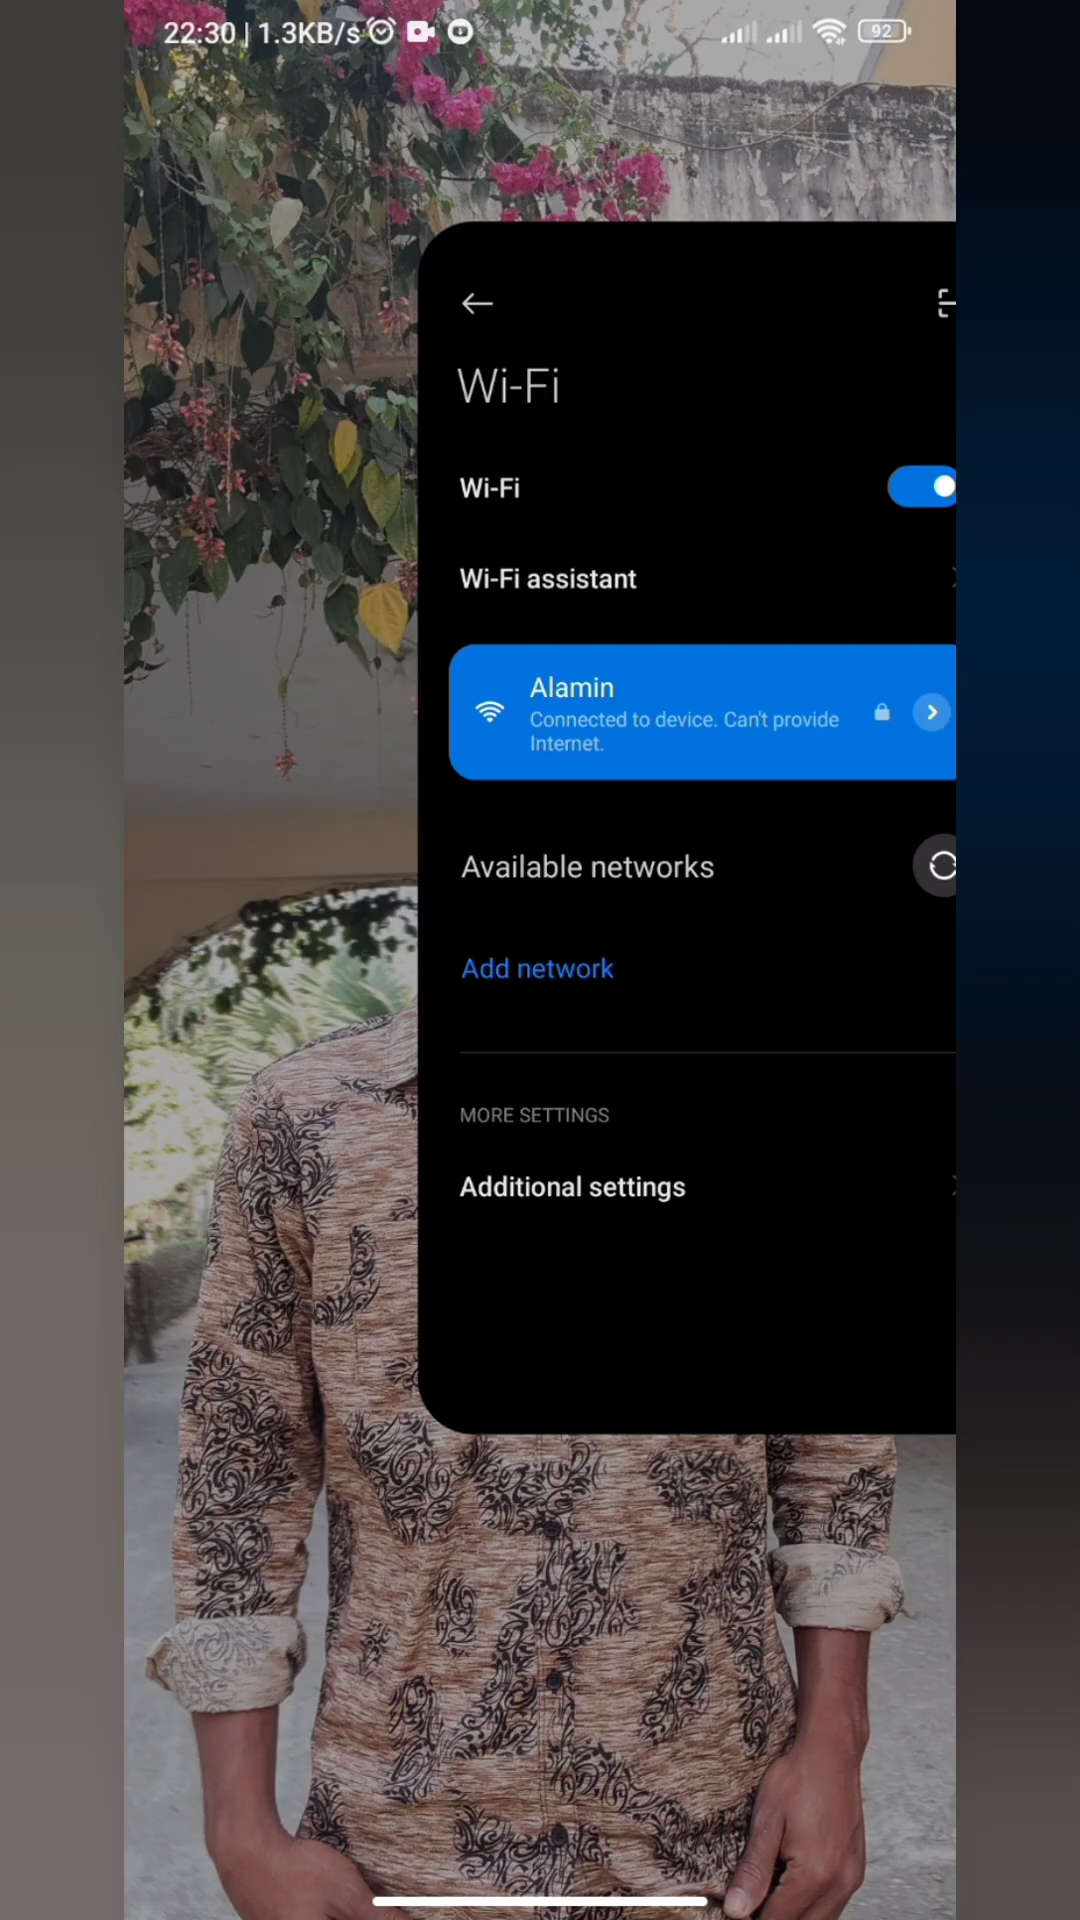 22:30 | 1.3KB/s
92
Wi-Fi
Wi-Fi
Wi-Fi assistant
Alamin
Connected to device. Can't provide
Internet.
Available networks
Add network
MORE SETTINGS
Additional settings